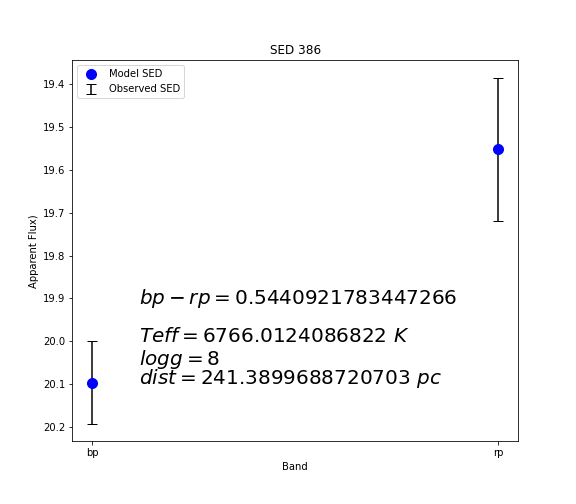 SED 386
Model SED
Observed SED
19.4
19.5
19.6
19.7
19.8
19.9
20.0
20.1
20.2
Apparent Flux)
bp − rp = 0.5440921783447266
Teff = 6766.0124086822 K
logg = 8
dist = 241.3899688720703 pc
bp
rp
Band